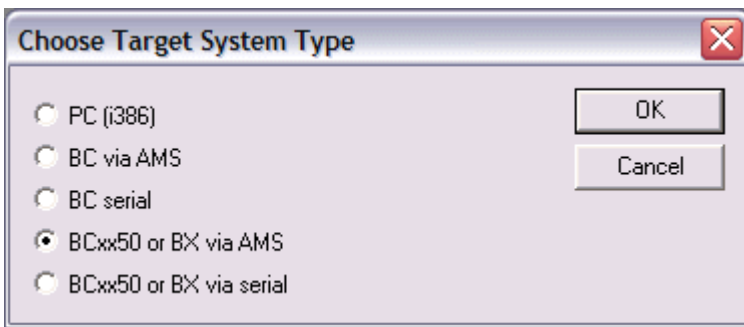 Choose Target System Type
PC (i386)
OK
BC via AMS
Cancel
BC serial
BCxx50 or BX via AMS
BCxx50 or BX via serial